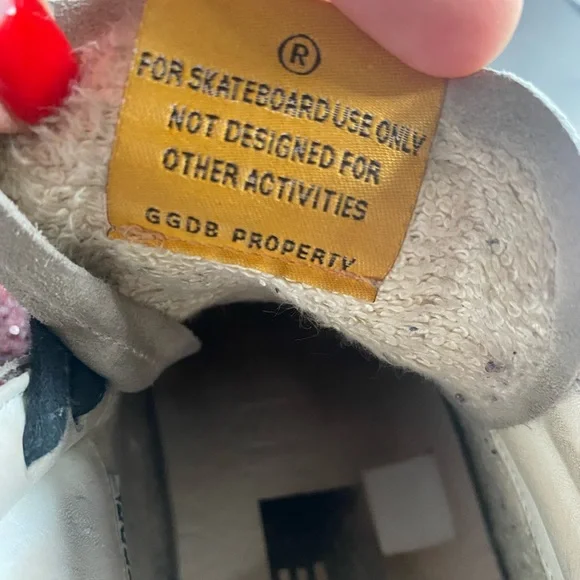 ®
FOR SKATEBOARD USE ONLY
NOT DESIGNED FOR
OTHER ACTIVITIES
GGDB PROPERTY